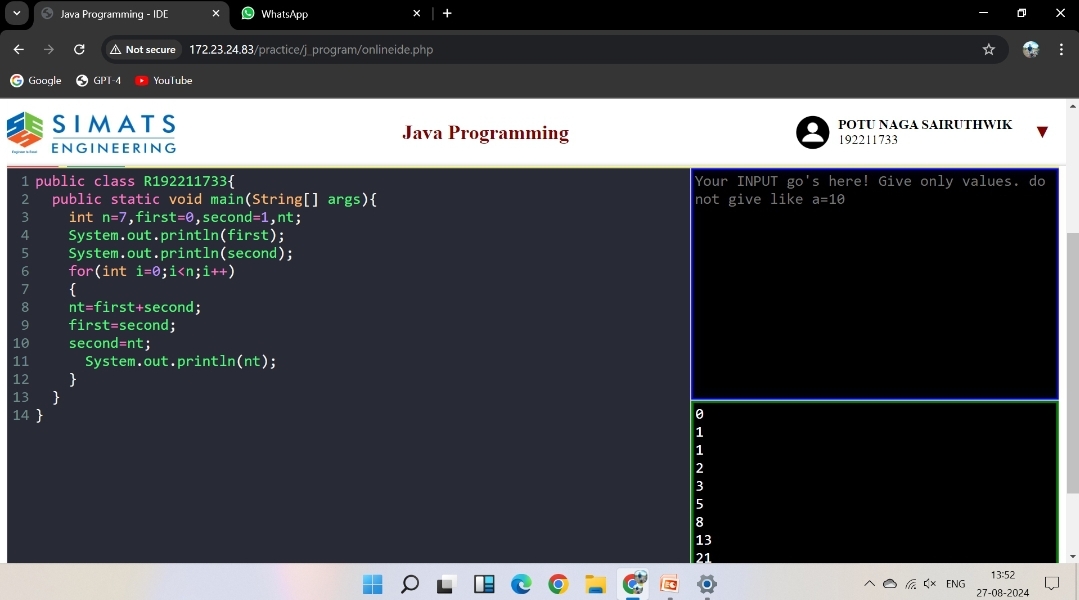 Java Programming - IDE
WhatsApp
Not secure
172.23.24.83/practice/j_program/onlineide.php
Google
GPT-4
YouTube
SIMATS
ENGINEERING
Java Programming
POTU NAGA SAIRUTHWIK
192211733
1 public class R192211733{
2 public static void main(String[] args){
3 int n=7,first=0,second=1,nt;
4 System.out.println(first);
5 System.out.println(second);
6 for(int i=0;i<n;i++)
7 {
8 nt=first+second;
9 first=second;
10 second=nt;
11 System.out.println(nt);
12 }
13 }
14 }
Your INPUT go's here! Give only values. do
not give like a=10
0
1
1
2
3
5
8
13
21
ENG
13:52
27-08-2024